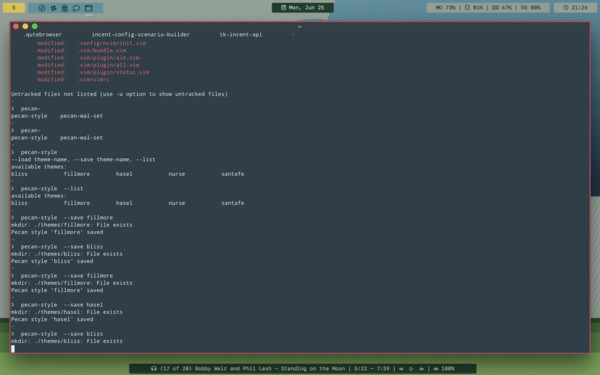 5
Mon, Jun 26
73% | 01% | 67% | 00%
21:26
~
.qutebrowser incent-config-scenario-builder tk-incent-api ~
modified: .config/nvim/init.vim
modified: .vim/bundle.vim
modified: .vim/plugin/ale.vim
modified: .vim/plugin/all.vim
modified: .vim/plugin/status.vim
modified: .vim/vimrc
Untracked files not listed (use -u option to show untracked files)
~
❯ pecan-
pecan-style pecan-wal-set
~
❯ pecan-
pecan-style pecan-wal-set
~
❯ pecan-style
--load theme-name, --save theme-name, --list
available themes:
bliss fillmore hasel nurse santafe
~
❯ pecan-style --list
available themes:
bliss fillmore hasel nurse santafe
~
❯ pecan-style --save fillmore
mkdir: ./themes/fillmore: File exists
Pecan style 'fillmore' saved
~
❯ pecan-style --save bliss
mkdir: ./themes/bliss: File exists
Pecan style 'bliss' saved
~
❯ pecan-style --save fillmore
mkdir: ./themes/fillmore: File exists
Pecan style 'fillmore' saved
~
❯ pecan-style --save hasel
mkdir: ./themes/hasel: File exists
Pecan style 'hasel' saved
~
❯ pecan-style --save bliss
mkdir: ./themes/bliss: File exists
(17 of 20) Bobby Weir and Phil Lesh – Standing on the Moon | 5:22 – 7:59 | 100%